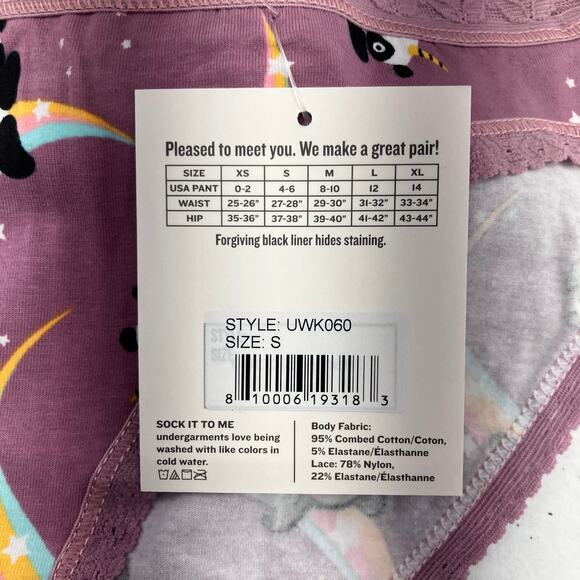 Pleased to meet you. We make a great pair!
SIZE XS S M L XL
USA PANT 0-2 4-6 8-10 12 14
WAIST 25-26" 27-28" 29-30" 31-32" 33-34"
HIP 35-36" 37-38" 39-40" 41-42" 43-44"
Forgiving black liner hides staining.
STYLE: UWK060
SIZE: S
8 10006 19318 3
SOCK IT TO ME
undergarments love being
washed with like colors in
cold water.
Body Fabric:
95% Combed Cotton/Coton,
5% Elastane/Élasthanne
Lace: 78% Nylon,
22% Elastane/Élasthanne